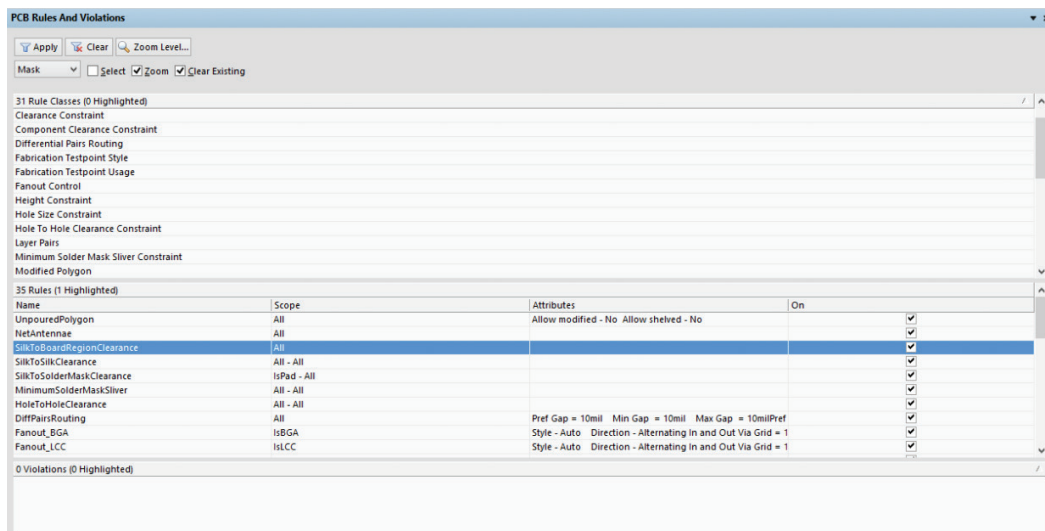 PCB Rules And Violations
Apply Clear Zoom Level...
Mask Select Zoom Clear Existing
31 Rule Classes (0 Highlighted)
Clearance Constraint
Component Clearance Constraint
Differential Pairs Routing
Fabrication Testpoint Style
Fabrication Testpoint Usage
Fanout Control
Height Constraint
Hole Size Constraint
Hole To Hole Clearance Constraint
Layer Pairs
Minimum Solder Mask Sliver Constraint
Modified Polygon
35 Rules (1 Highlighted)
Name Scope Attributes On
UnpouredPolygon All Allow modified - No Allow shelved - No
NetAntennae All
SilkToBoardRegionClearance All
SilkToSilkClearance All - All
SilkToSolderMaskClearance IsPad - All
MinimumSolderMaskSliver All - All
HoleToHoleClearance All - All
DiffPairsRouting All Pref Gap = 10mil Min Gap = 10mil Max Gap = 10milPref
Fanout_BGA IsBGA Style - Auto Direction - Alternating In and Out Via Grid = 1
Fanout_LCC IsLCC Style - Auto Direction - Alternating In and Out Via Grid = 1
0 Violations (0 Highlighted)